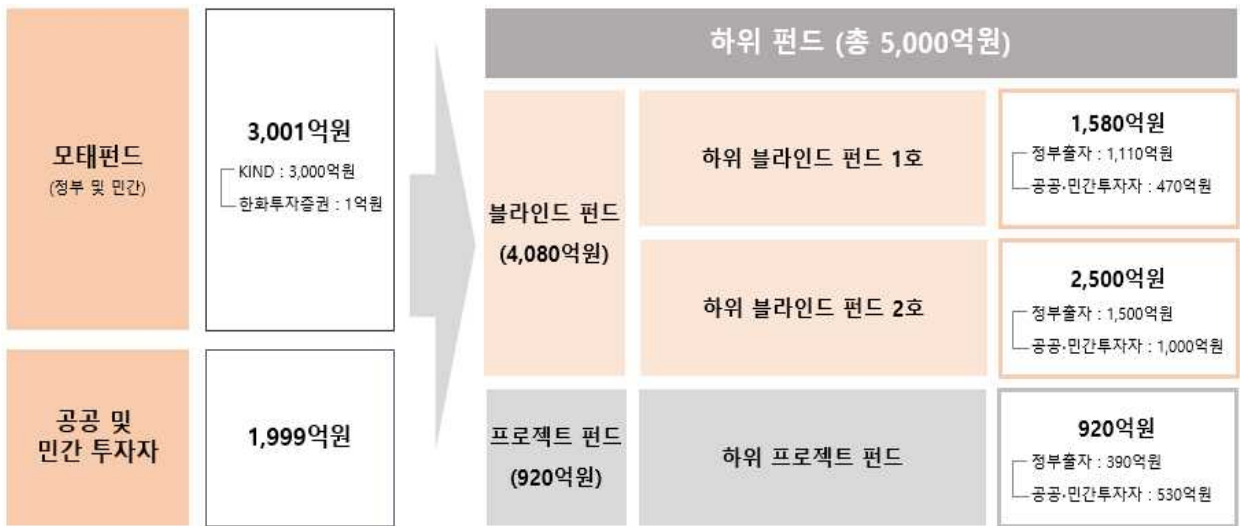 하위 펀드 (총 5,000억원)
모태펀드
(정부 및 민간)
3,001억원
KIND : 3,000억원
한화투자증권 : 1억원
공공 및
민간 투자자
1,999억원
블라인드 펀드
(4,080억원)
하위 블라인드 펀드 1호
1,580억원
정부출자 : 1,110억원
공공·민간투자자 : 470억원
하위 블라인드 펀드 2호
2,500억원
정부출자 : 1,500억원
공공·민간투자자 : 1,000억원
프로젝트 펀드
(920억원)
하위 프로젝트 펀드
920억원
정부출자 : 390억원
공공·민간투자자 : 530억원